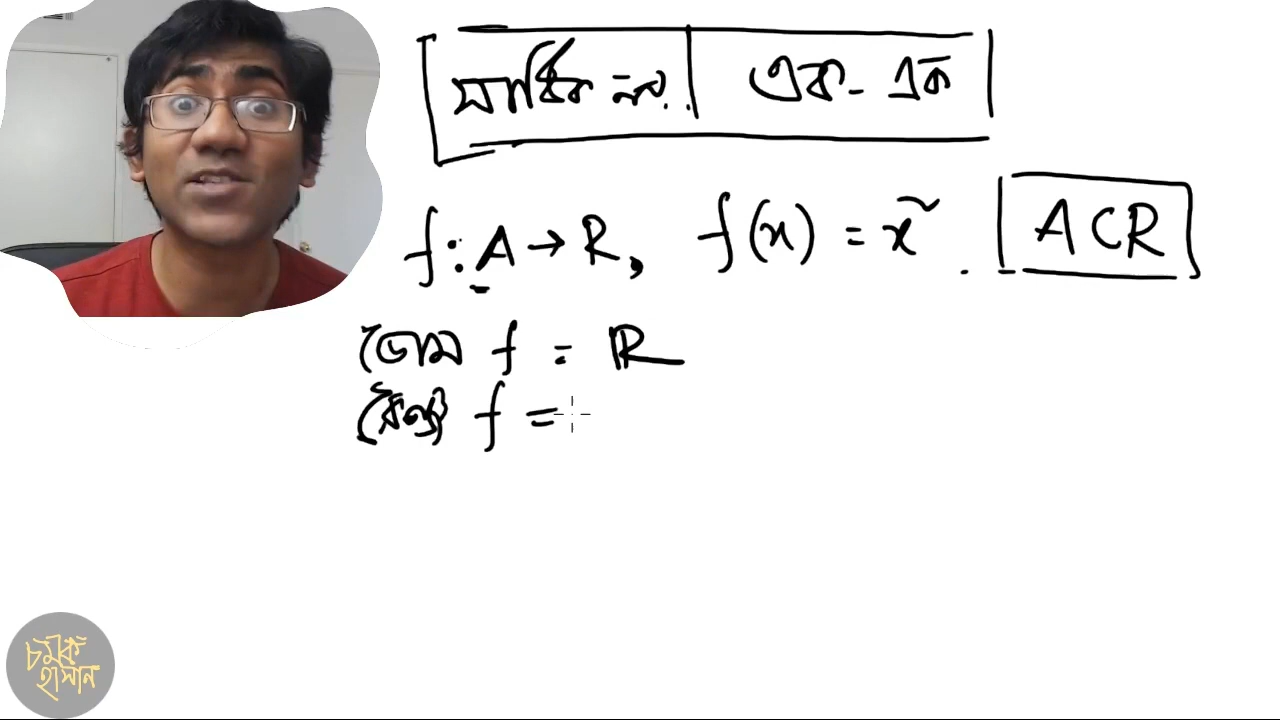 সার্বিক নয়. এক- এক
f: A → R, f(x) = x². A ⊂ R
ডোম f = ℝ
রেঞ্জ f =
চমক
হাসান